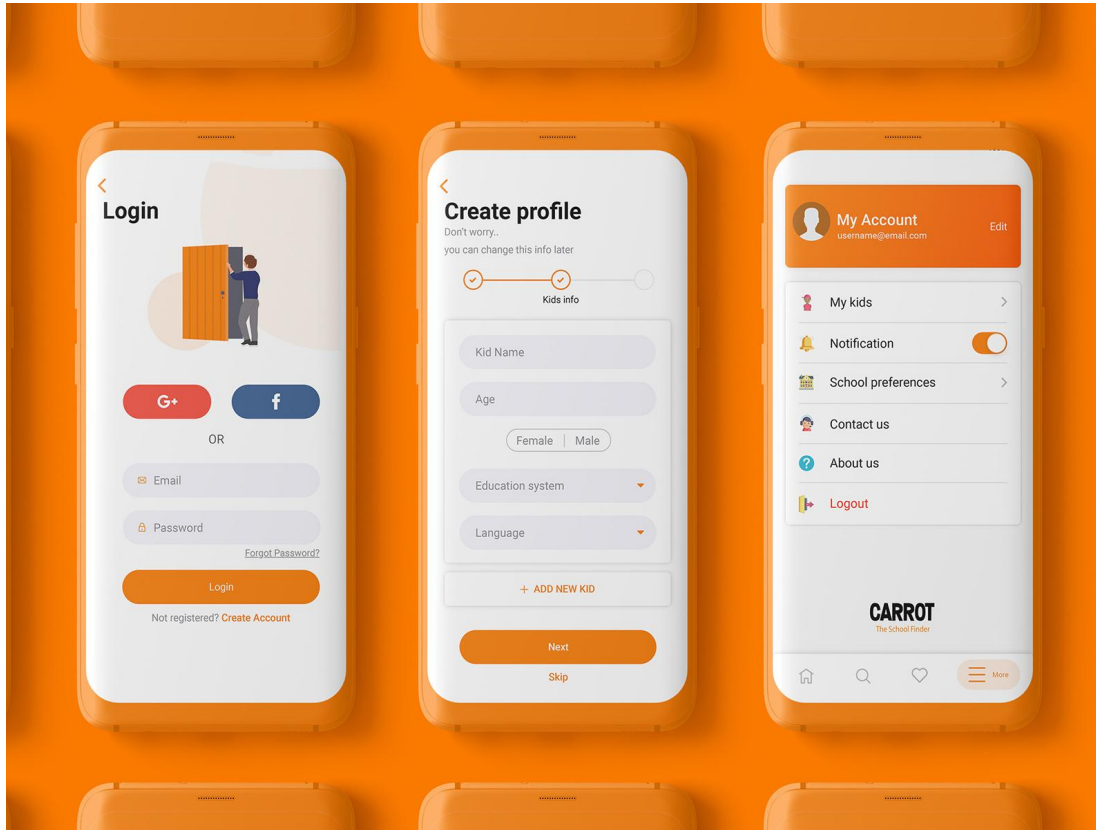 Login
G+
f
OR
Email
Password
Forgot Password?
Login
Not registered? Create Account
Create profile
Don't worry..
you can change this info later
Kids info
Kid Name
Age
Female | Male
Education system
Language
+ ADD NEW KID
Next
Skip
My Account
username@email.com
Edit
My kids
Notification
School preferences
Contact us
? About us
Logout
CARROT
The School Finder
More